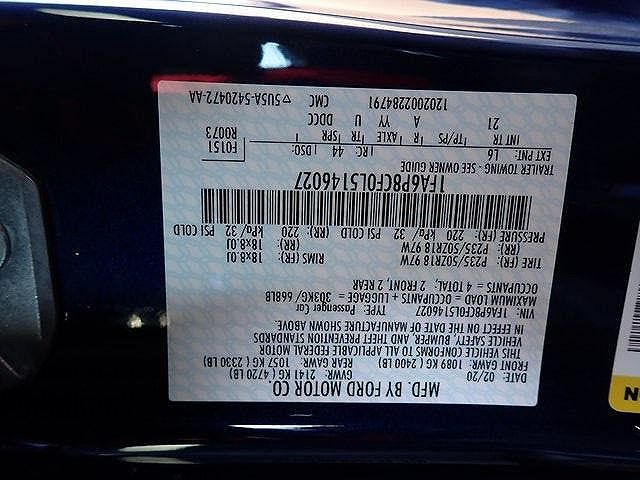 MFD. BY FORD MOTOR CO.
DATE: 02/20 GVWR: 2141 KG ( 4720 LB)
FRONT GAWR: 1089 KG ( 2400 LB) REAR GAWR: 1057 KG ( 2330 LB)
THIS VEHICLE CONFORMS TO ALL APPLICABLE FEDERAL MOTOR
VEHICLE SAFETY, BUMPER, AND THEFT PREVENTION STANDARDS
IN EFFECT ON THE DATE OF MANUFACTURE SHOWN ABOVE.
VIN: 1FA6P8CF0L5146027 TYPE: Passenger Car
MAXIMUM LOAD = OCCUPANTS + LUGGAGE = 303KG/ 668LB
OCCUPANTS = 4 TOTAL; 2 FRONT, 2 REAR
TIRE (FR): P235/50ZR18 97W RIMS (FR): 18x8.0J
(RR): P235/50ZR18 97W (RR): 18x8.0J
PRESSURE (FR): 220 kPa/ 32 PSI COLD (RR): 220 kPa/ 32 PSI COLD
1FA6P8CF0L5146027
TRAILER TOWING - SEE OWNER GUIDE
EXT PNT: L6 RC: 44 DSO: F0151
INT TR TP/PS R AXLE TR SPR R0073
21 A YY U DDCC
1202002284791 CMC 5U5A-5420472-AA
N